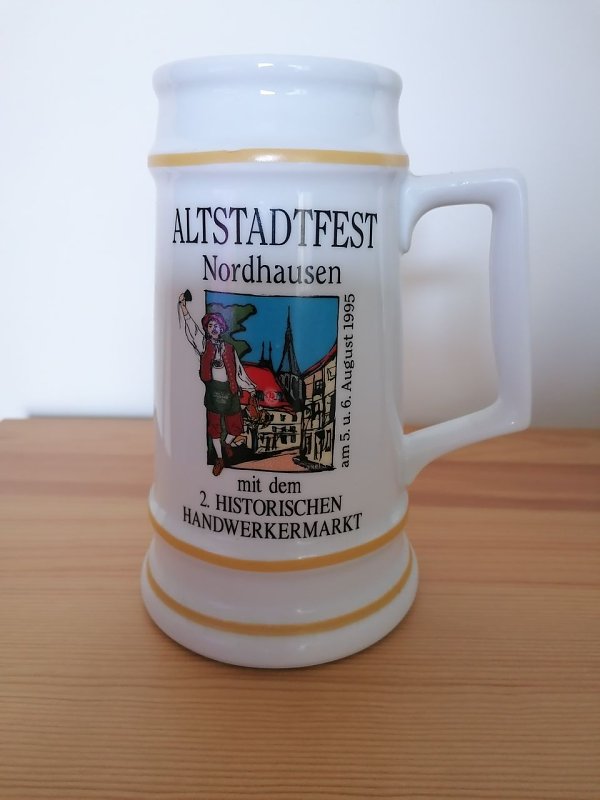 ALTSTADTFEST
Nordhausen
am 5. u. 6. August 1995
mit dem
2. HISTORISCHEN
HANDWERKERMARKT